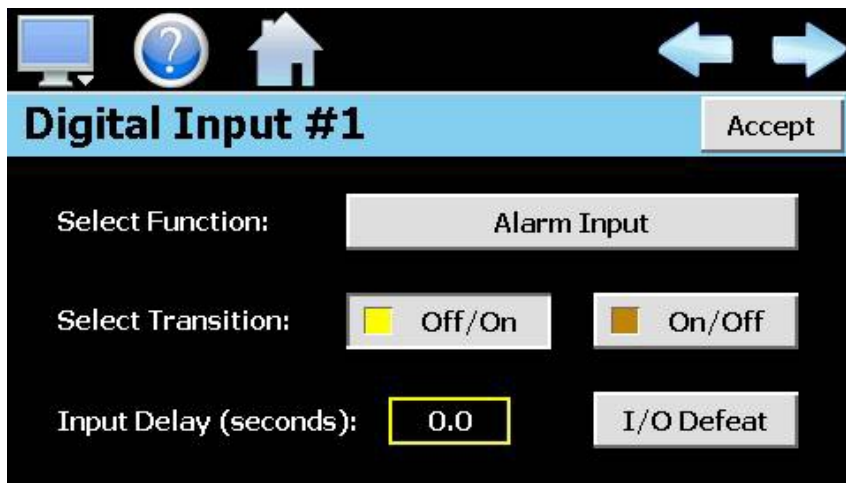 ?
Digital Input #1
Accept
Select Function:
Alarm Input
Select Transition:
Off/On
On/Off
Input Delay (seconds):
0.0
I/O Defeat